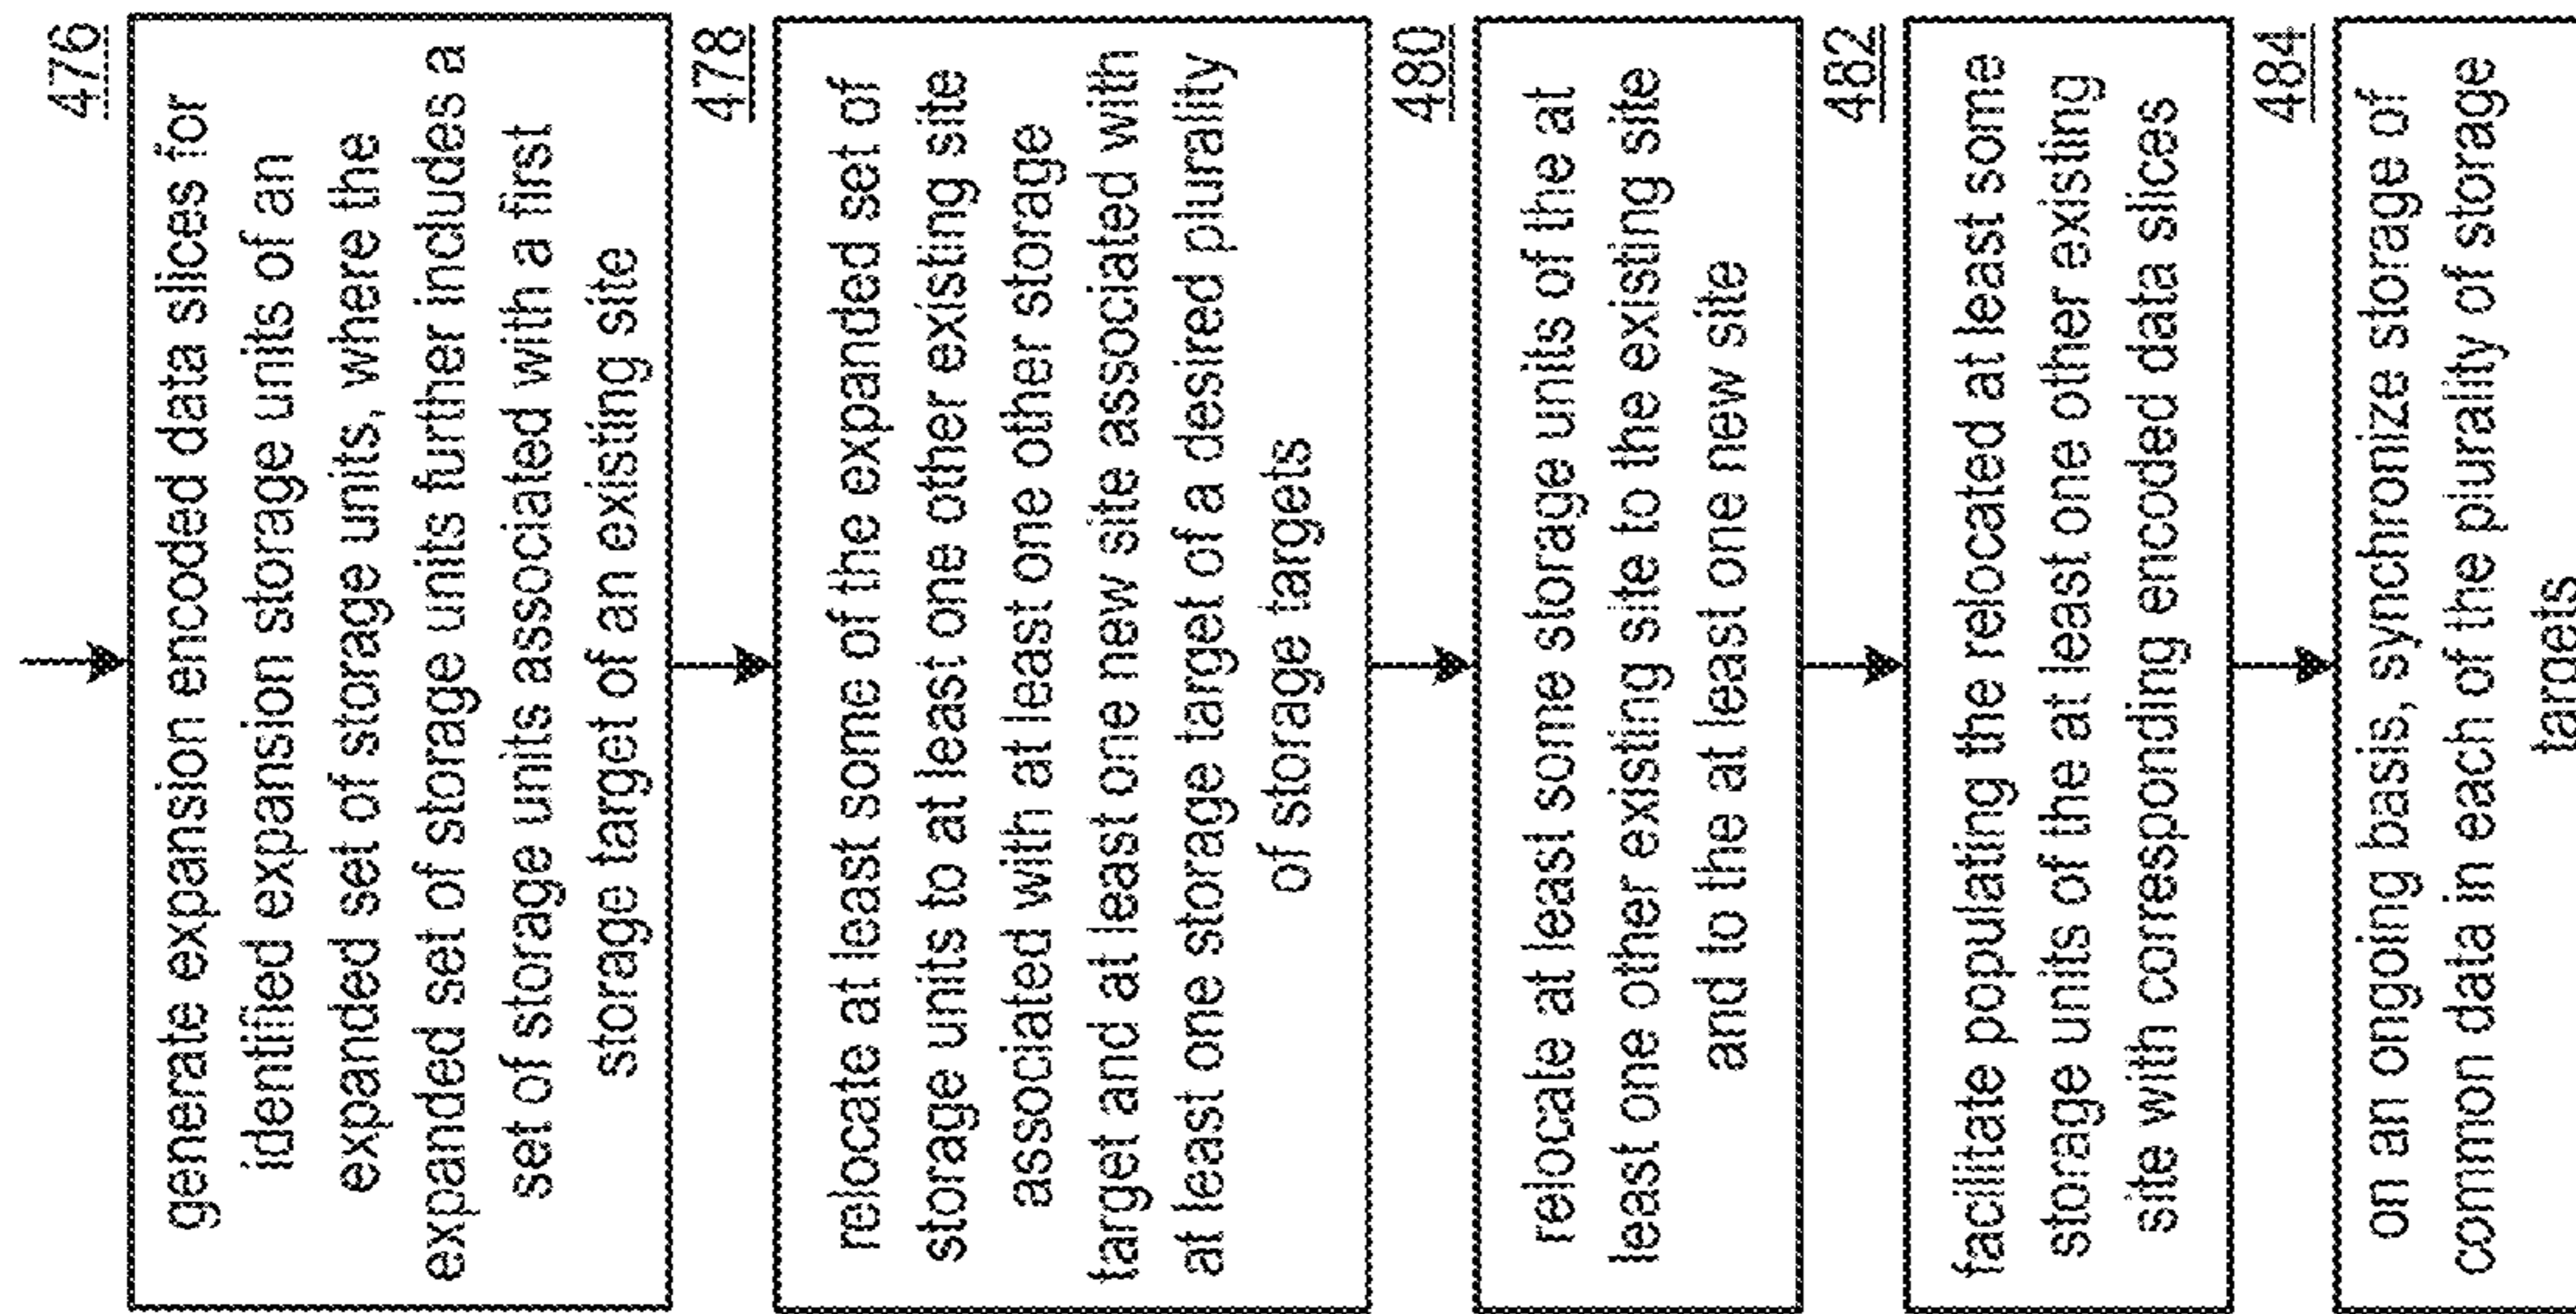 476
generate expansion encoded data slices for
identified expansion storage units of an
expanded set of storage units, where the
expanded set of storage units further includes a
set of storage units associated with a first
storage target of an existing site
478
relocate at least some of the expanded set of
storage units to at least one other existing site
associated with at least one other storage
target and at least one new site associated with
at least one storage target of a desired plurality
of storage targets
480
relocate at least some storage units of the at
least one other existing site to the existing site
and to the at least one new site
482
facilitate populating the relocated at least some
storage units of the at least one other existing
site with corresponding encoded data slices
484
on an ongoing basis, synchronize storage of
common data in each of the plurality of storage
targets